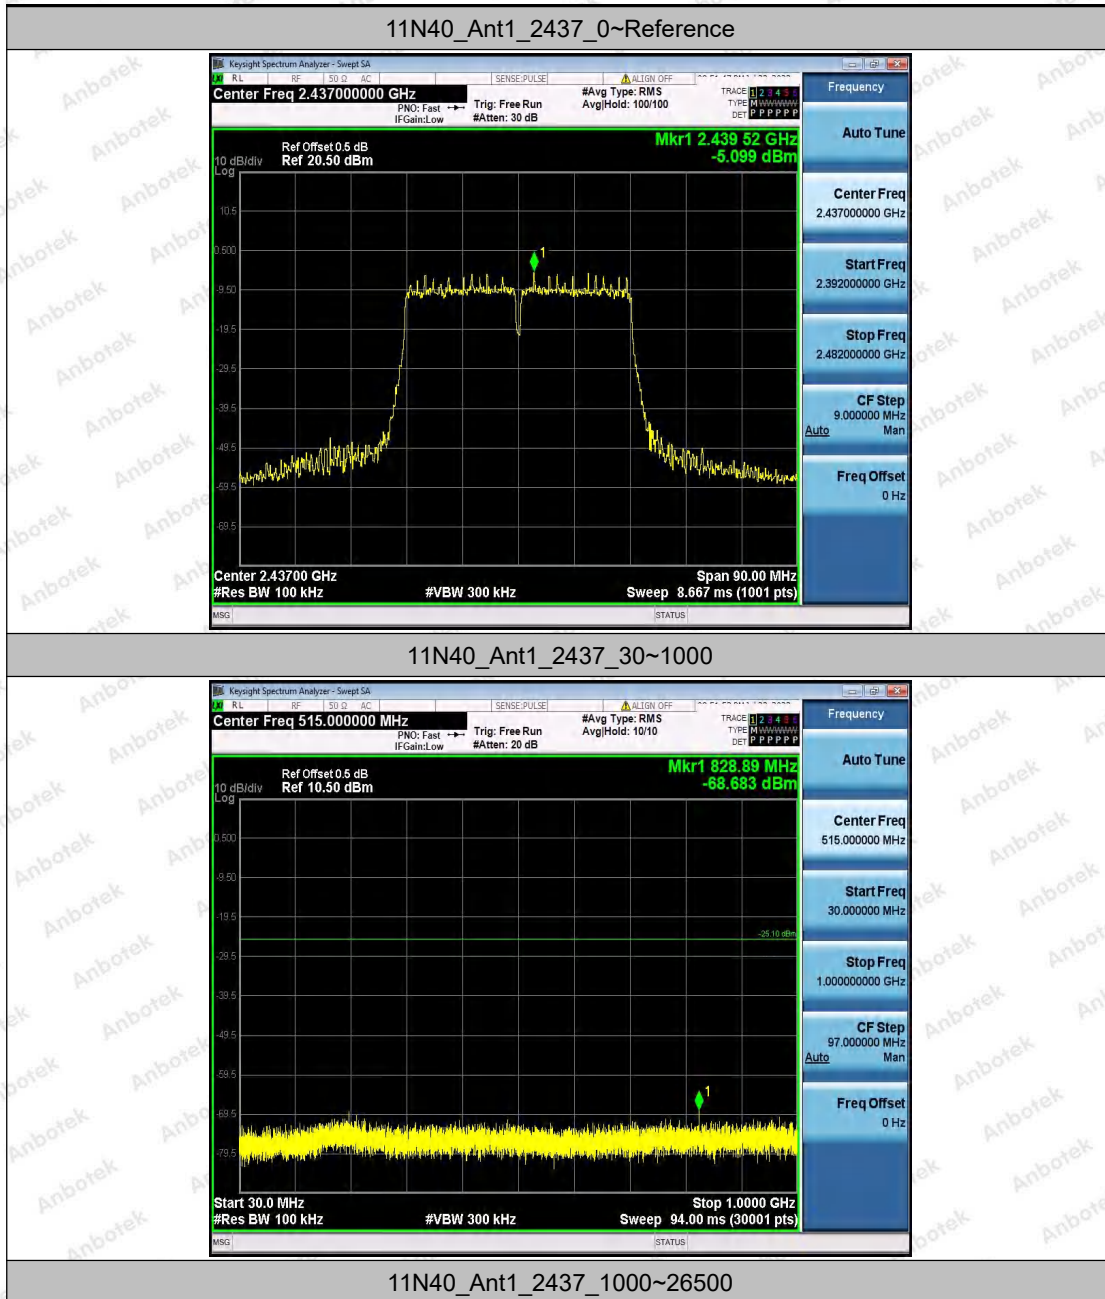 11N40_Ant1_2437_0~Reference
Keysight Spectrum Analyzer - Swept SA
RL RF 50 Ω AC SENSE:PULSE ALIGN OFF
Center Freq 2.437000000 GHz
PNO: Fast
IFGain:Low
Trig: Free Run
#Atten: 30 dB
#Avg Type: RMS
Avg|Hold: 100/100
TRACE 1 2 3 4 5 6
TYPE M WWWWW
DET P P P P P P
Mkr1 2.439 52 GHz
-5.099 dBm
Ref Offset 0.5 dB
10 dB/div Ref 20.50 dBm
Log
10.5
0.500
-9.50
-19.5
-29.5
-39.5
-49.5
-59.5
-69.5
1
Center 2.43700 GHz Span 90.00 MHz
#Res BW 100 kHz #VBW 300 kHz Sweep 8.667 ms (1001 pts)
MSG STATUS
Frequency
Auto Tune
Center Freq
2.437000000 GHz
Start Freq
2.392000000 GHz
Stop Freq
2.482000000 GHz
CF Step
9.000000 MHz
Auto Man
Freq Offset
0 Hz
11N40_Ant1_2437_30~1000
Keysight Spectrum Analyzer - Swept SA
RL RF 50 Ω AC SENSE:PULSE ALIGN OFF
Center Freq 515.000000 MHz
PNO: Fast
IFGain:Low
Trig: Free Run
#Atten: 20 dB
#Avg Type: RMS
Avg|Hold: 10/10
TRACE 1 2 3 4 5 6
TYPE M WWWWW
DET P P P P P P
Mkr1 828.89 MHz
-68.683 dBm
Ref Offset 0.5 dB
10 dB/div Ref 10.50 dBm
Log
0.500
-9.50
-19.5
-29.5
-39.5
-49.5
-59.5
-69.5
-79.5
-25.10 dBm
1
Start 30.0 MHz Stop 1.0000 GHz
#Res BW 100 kHz #VBW 300 kHz Sweep 94.00 ms (30001 pts)
MSG STATUS
Frequency
Auto Tune
Center Freq
515.000000 MHz
Start Freq
30.000000 MHz
Stop Freq
1.000000000 GHz
CF Step
97.000000 MHz
Auto Man
Freq Offset
0 Hz
11N40_Ant1_2437_1000~26500
Anbotek